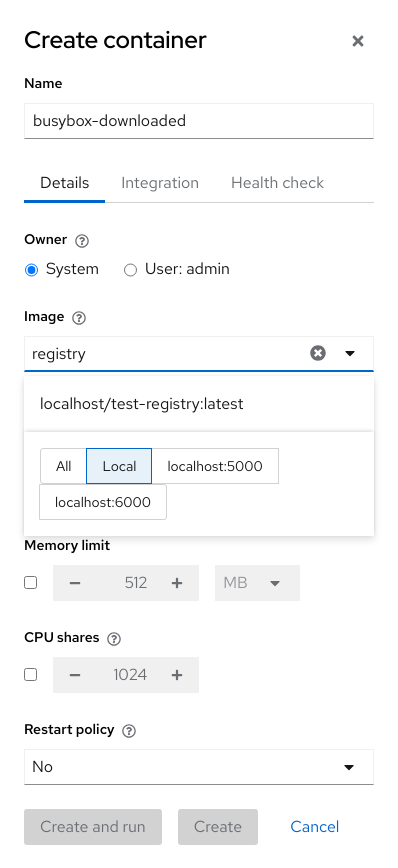 Create container
Name
busybox-downloaded
Details Integration Health check
Owner
System User: admin
Image
registry
localhost/test-registry:latest
All Local localhost:5000
localhost:6000
Memory limit
512 MB
CPU shares
1024
Restart policy
No
Create and run Create Cancel